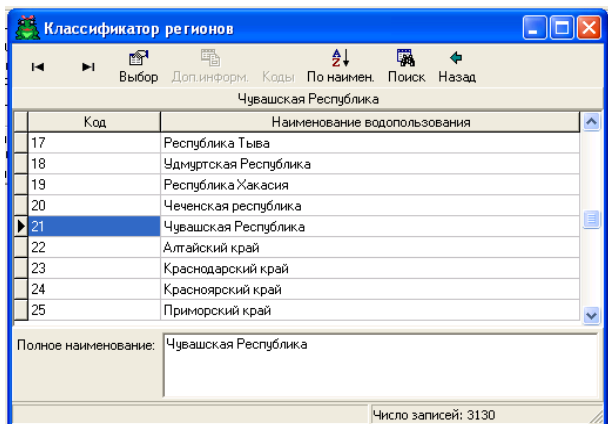 Классификатор регионов
Выбор Доп.информ. Коды По наимен. Поиск Назад
Чувашская Республика
Код Наименование водопользования
17 Республика Тыва
18 Удмуртская Республика
19 Республика Хакасия
20 Чеченская республика
21 Чувашская Республика
22 Алтайский край
23 Краснодарский край
24 Красноярский край
25 Приморский край
Полное наименование: Чувашская Республика
Число записей: 3130